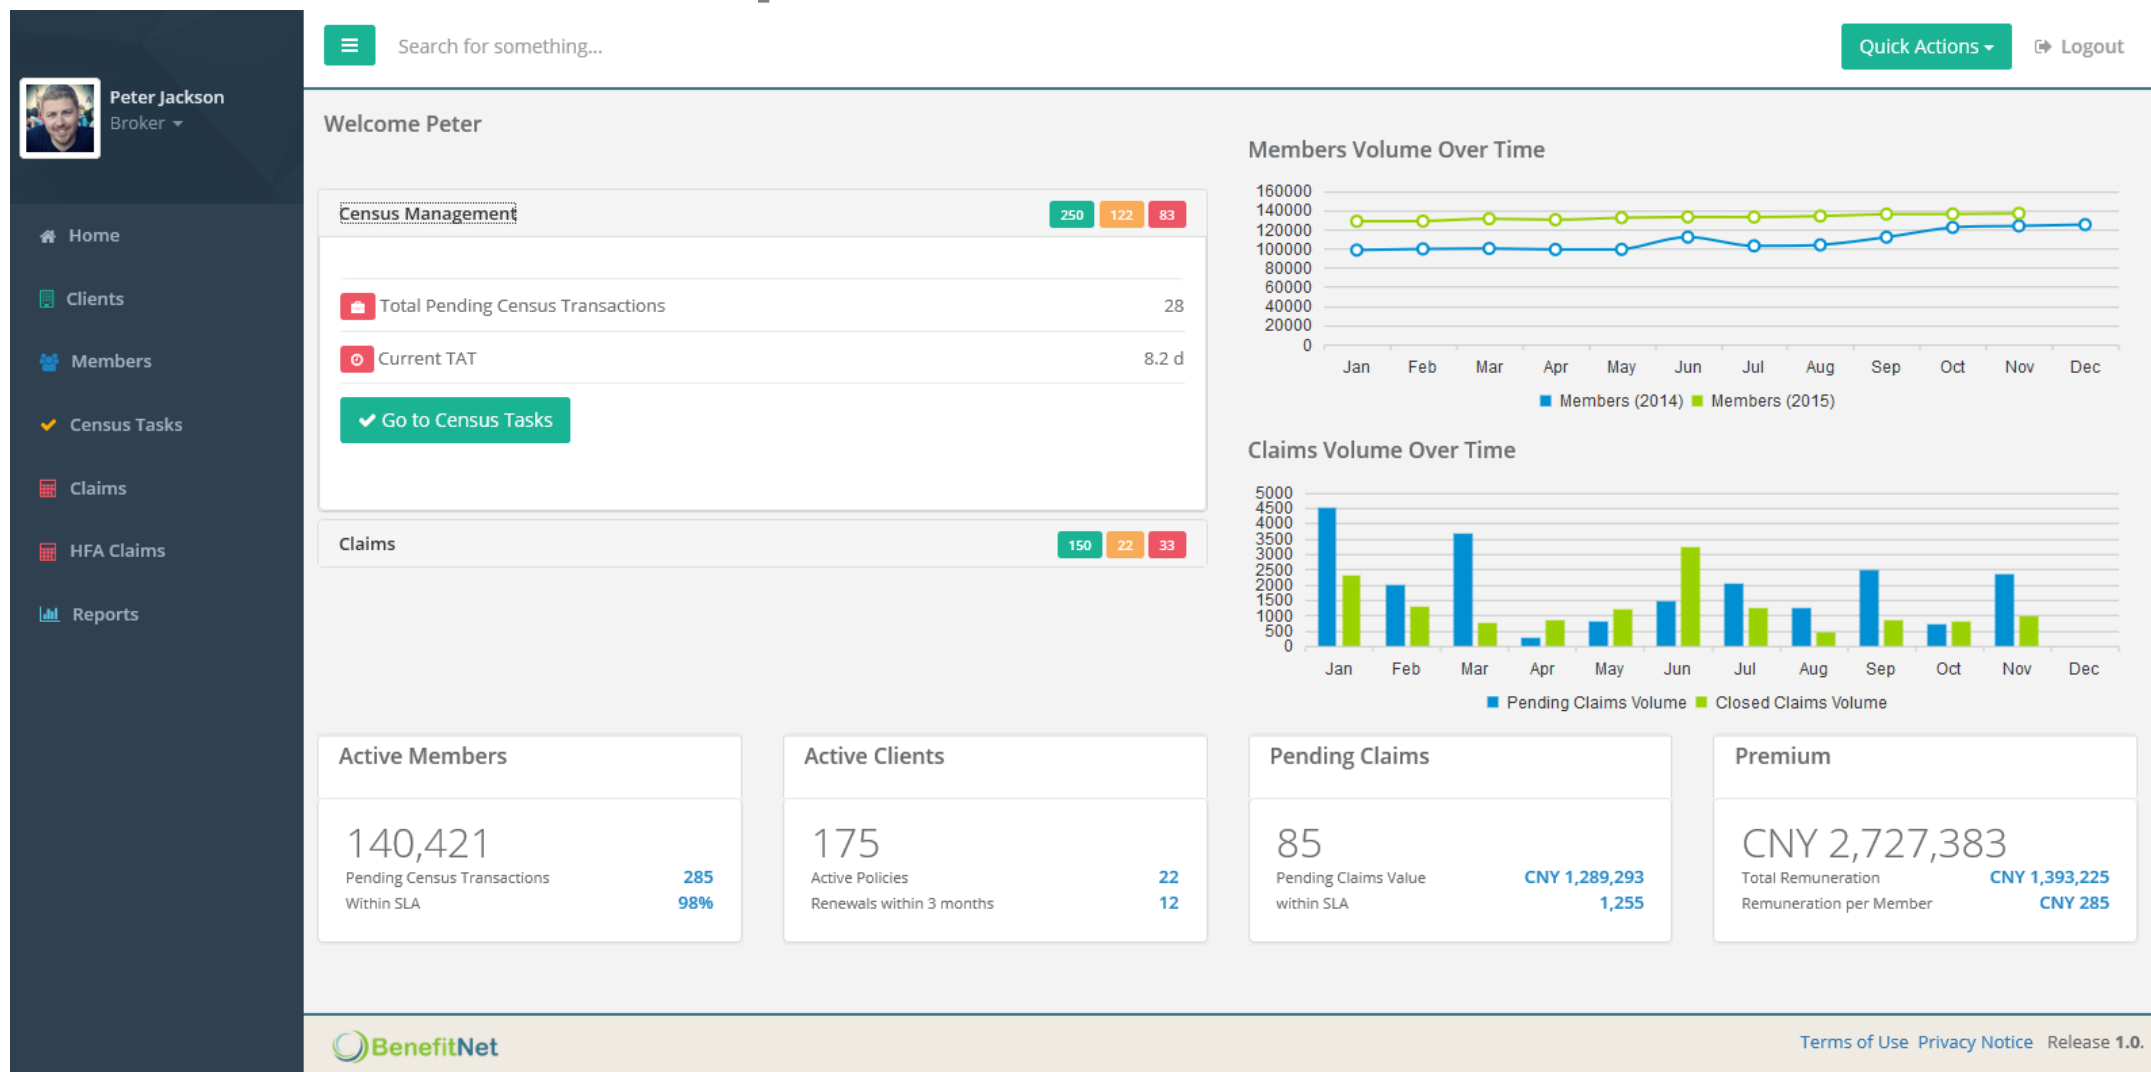 Search for something...
Quick Actions
Logout
Peter Jackson
Broker
Home
Clients
Members
Census Tasks
Claims
HFA Claims
Reports
Welcome Peter
Census Management
250 122 83
Total Pending Census Transactions 28
Current TAT 8.2 d
Go to Census Tasks
Claims
150 22 33
Members Volume Over Time
160000
140000
120000
100000
80000
60000
40000
20000
0
Jan Feb Mar Apr May Jun Jul Aug Sep Oct Nov Dec
Members (2014) Members (2015)
Claims Volume Over Time
5000
4500
4000
3500
3000
2500
2000
1500
1000
500
0
Jan Feb Mar Apr May Jun Jul Aug Sep Oct Nov Dec
Pending Claims Volume Closed Claims Volume
Active Members
140,421
Pending Census Transactions 285
Within SLA 98%
Active Clients
175
Active Policies 22
Renewals within 3 months 12
Pending Claims
85
Pending Claims Value CNY 1,289,293
within SLA 1,255
Premium
CNY 2,727,383
Total Remuneration CNY 1,393,225
Remuneration per Member CNY 285
BenefitNet
Terms of Use Privacy Notice Release 1.0.